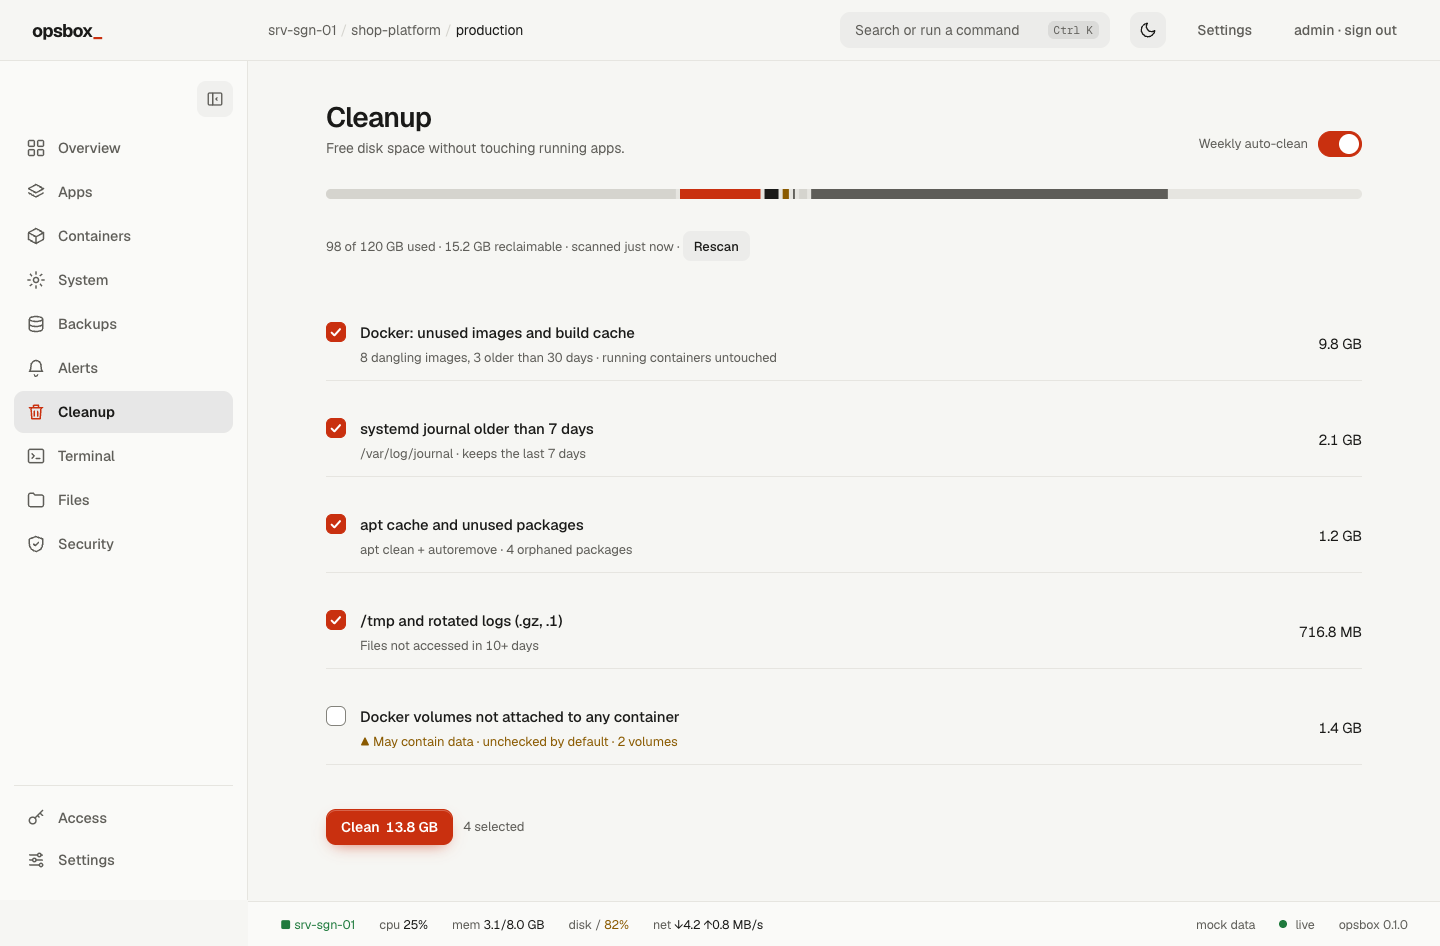 opsbox_
srv-sgn-01 / shop-platform / production
Search or run a command Ctrl K
Settings
admin · sign out
Overview
Apps
Containers
System
Backups
Alerts
Cleanup
Terminal
Files
Security
Access
Settings
Cleanup
Free disk space without touching running apps.
Weekly auto-clean
98 of 120 GB used · 15.2 GB reclaimable · scanned just now · Rescan
Docker: unused images and build cache
8 dangling images, 3 older than 30 days · running containers untouched
9.8 GB
systemd journal older than 7 days
/var/log/journal · keeps the last 7 days
2.1 GB
apt cache and unused packages
apt clean + autoremove · 4 orphaned packages
1.2 GB
/tmp and rotated logs (.gz, .1)
Files not accessed in 10+ days
716.8 MB
Docker volumes not attached to any container
▲ May contain data · unchecked by default · 2 volumes
1.4 GB
Clean 13.8 GB
4 selected
srv-sgn-01 cpu 25% mem 3.1/8.0 GB disk / 82% net ↓4.2 ↑0.8 MB/s
mock data live opsbox 0.1.0